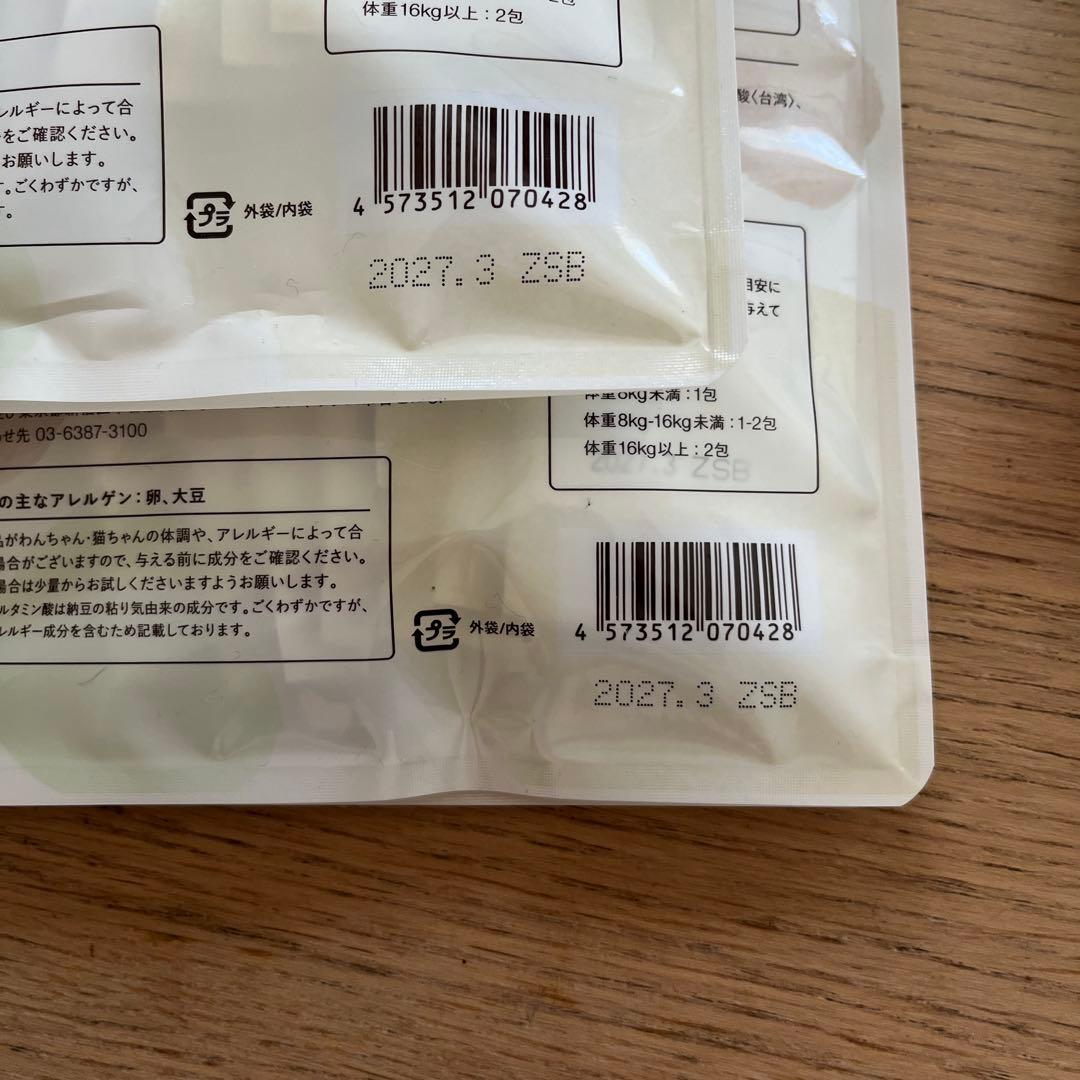 体重16kg以上：2包
レルギーによって合
をご確認ください。
お願いします。
。ごくわずかですが、
す。
プラ
外袋/内袋
4 573512 070428
2027.3 ZSB
酸〈台湾〉、
目安に
与えて
体重8kg未満：1包
体重8kg-16kg未満：1-2包
体重16kg以上：2包
2027.3 ZSB
わせ先 03-6387-3100
の主なアレルゲン：卵、大豆
品がわんちゃん・猫ちゃんの体調や、アレルギーによって合
場合がございますので、与える前に成分をご確認ください。
場合は少量からお試しくださいますようお願いします。
ルタミン酸は納豆の粘り気由来の成分です。ごくわずかですが、
レルギー成分を含むため記載しております。
プラ
外袋/内袋
4 573512 070428
2027.3 ZSB